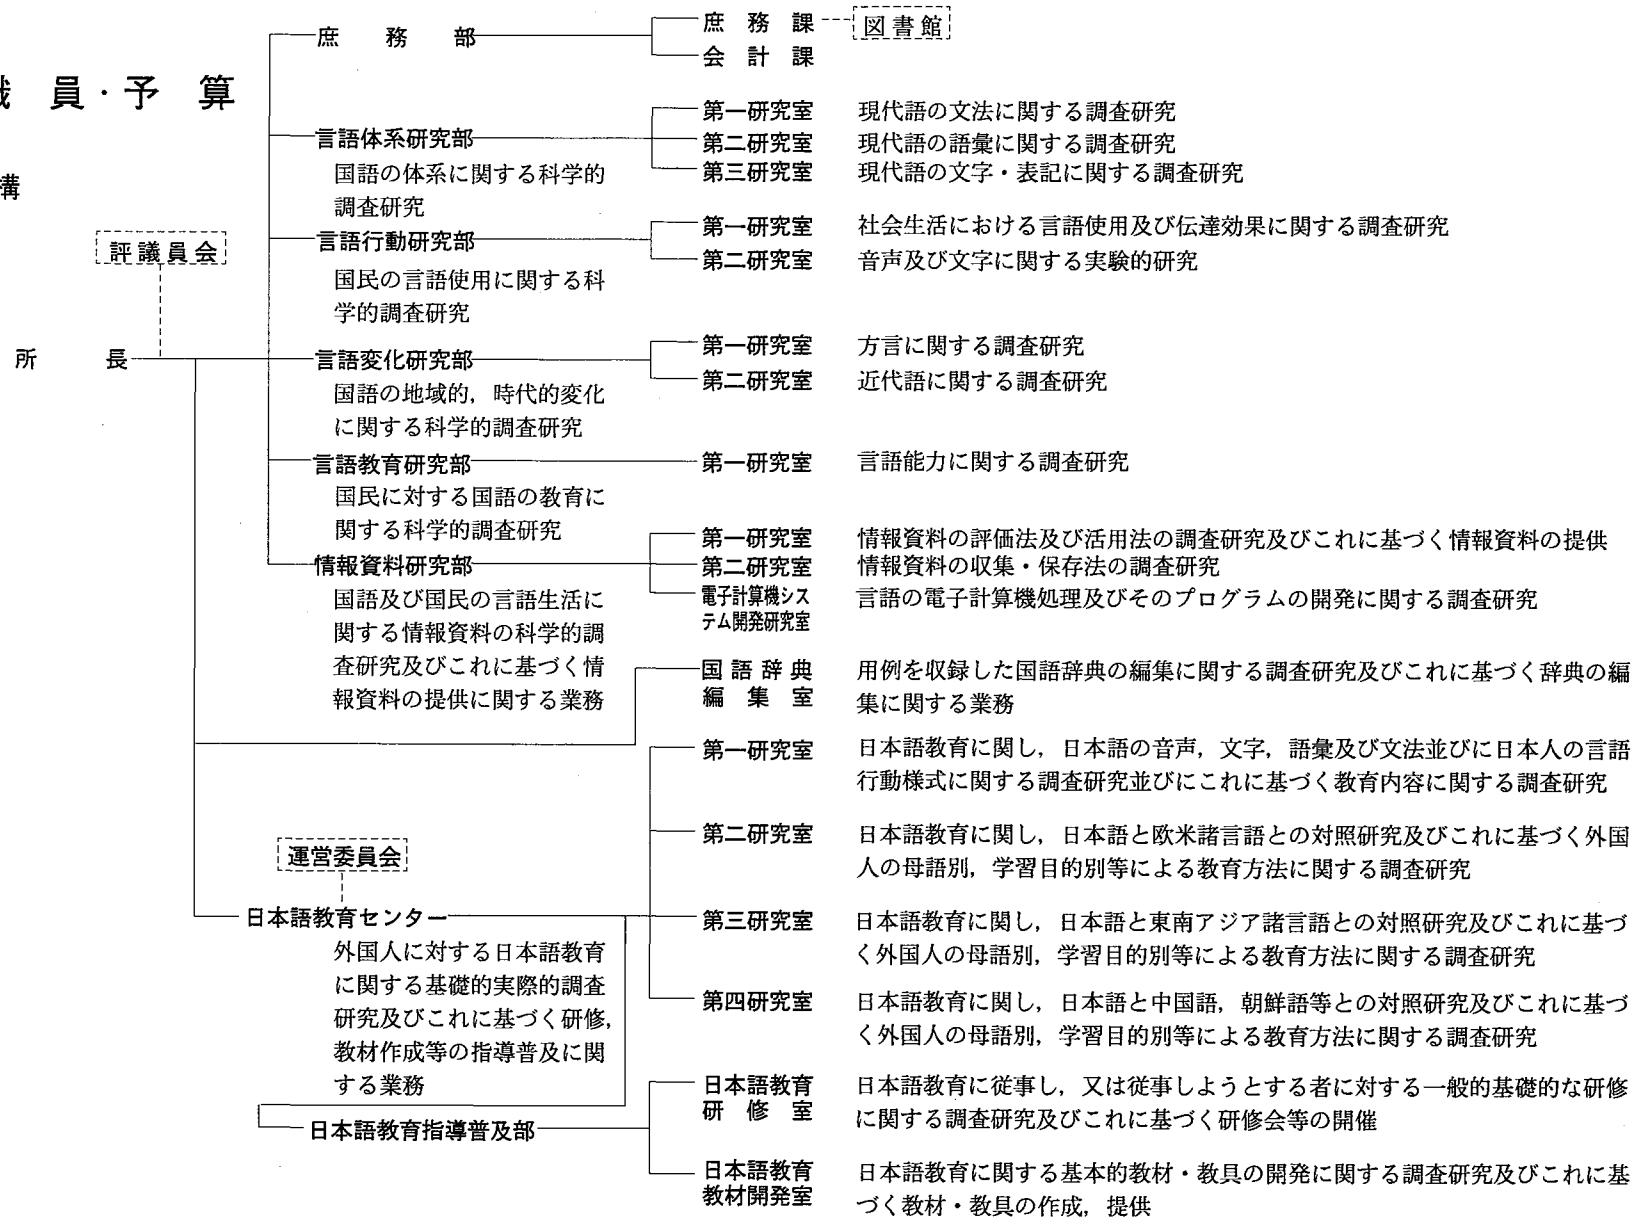 員・予算
構
庶務部
庶務課
図書館
会計課
言語体系研究部
国語の体系に関する科学的
調査研究
第一研究室 現代語の文法に関する調査研究
第二研究室 現代語の語彙に関する調査研究
第三研究室 現代語の文字・表記に関する調査研究
評議員会
言語行動研究部
国民の言語使用に関する科
学的調査研究
第一研究室 社会生活における言語使用及び伝達効果に関する調査研究
第二研究室 音声及び文字に関する実験的研究
所長
言語変化研究部
国語の地域的,時代的変化
に関する科学的調査研究
第一研究室 方言に関する調査研究
第二研究室 近代語に関する調査研究
言語教育研究部
国民に対する国語の教育に
関する科学的調査研究
第一研究室 言語能力に関する調査研究
情報資料研究部
国語及び国民の言語生活に
関する情報資料の科学的調
査研究及びこれに基づく情
報資料の提供に関する業務
第一研究室 情報資料の評価法及び活用法の調査研究及びこれに基づく情報資料の提供
第二研究室 情報資料の収集・保存法の調査研究
電子計算機シス
テム開発研究室
言語の電子計算機処理及びそのプログラムの開発に関する調査研究
国語辞典
編集室
用例を収録した国語辞典の編集に関する調査研究及びこれに基づく辞典の編
集に関する業務
運営委員会
日本語教育センター
外国人に対する日本語教育
に関する基礎的実際的調査
研究及びこれに基づく研修,
教材作成等の指導普及に関
する業務
第一研究室 日本語教育に関し,日本語の音声,文字,語彙及び文法並びに日本人の言語
行動様式に関する調査研究並びにこれに基づく教育内容に関する調査研究
第二研究室 日本語教育に関し,日本語と欧米諸言語との対照研究及びこれに基づく外国
人の母語別,学習目的別等による教育方法に関する調査研究
第三研究室 日本語教育に関し,日本語と東南アジア諸言語との対照研究及びこれに基づ
く外国人の母語別,学習目的別等による教育方法に関する調査研究
第四研究室 日本語教育に関し,日本語と中国語,朝鮮語等との対照研究及びこれに基づ
く外国人の母語別,学習目的別等による教育方法に関する調査研究
日本語教育指導普及部
日本語教育
研修室
日本語教育に従事し,又は従事しようとする者に対する一般的基礎的な研修
に関する調査研究及びこれに基づく研修会等の開催
日本語教育
教材開発室
日本語教育に関する基本的教材・教具の開発に関する調査研究及びこれに基
づく教材・教具の作成,提供